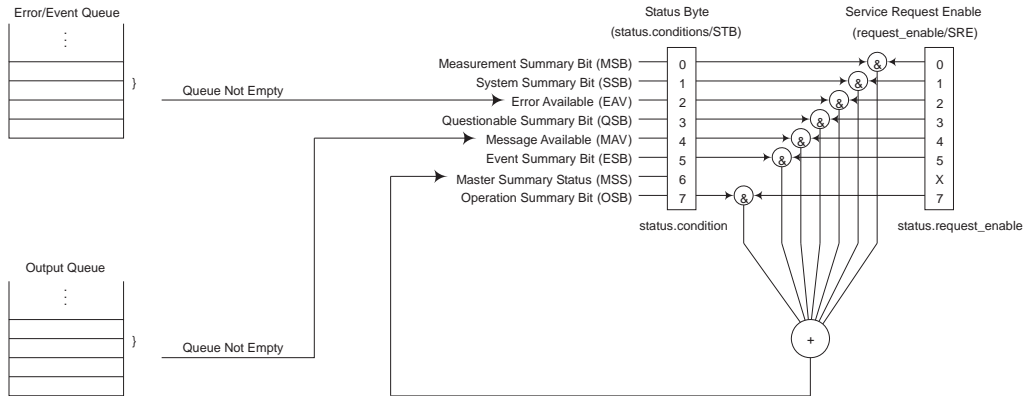 Error/Event Queue
Status Byte
(status.conditions/STB)
Service Request Enable
(request_enable/SRE)
Measurement Summary Bit (MSB) 0 & 0
System Summary Bit (SSB) 1 & 1
Queue Not Empty
Error Available (EAV) 2 & 2
Questionable Summary Bit (QSB) 3 & 3
Message Available (MAV) 4 & 4
Event Summary Bit (ESB) 5 & 5
Master Summary Status (MSS) 6 X
Operation Summary Bit (OSB) 7 & 7
status.condition
status.request_enable
Output Queue
Queue Not Empty
+